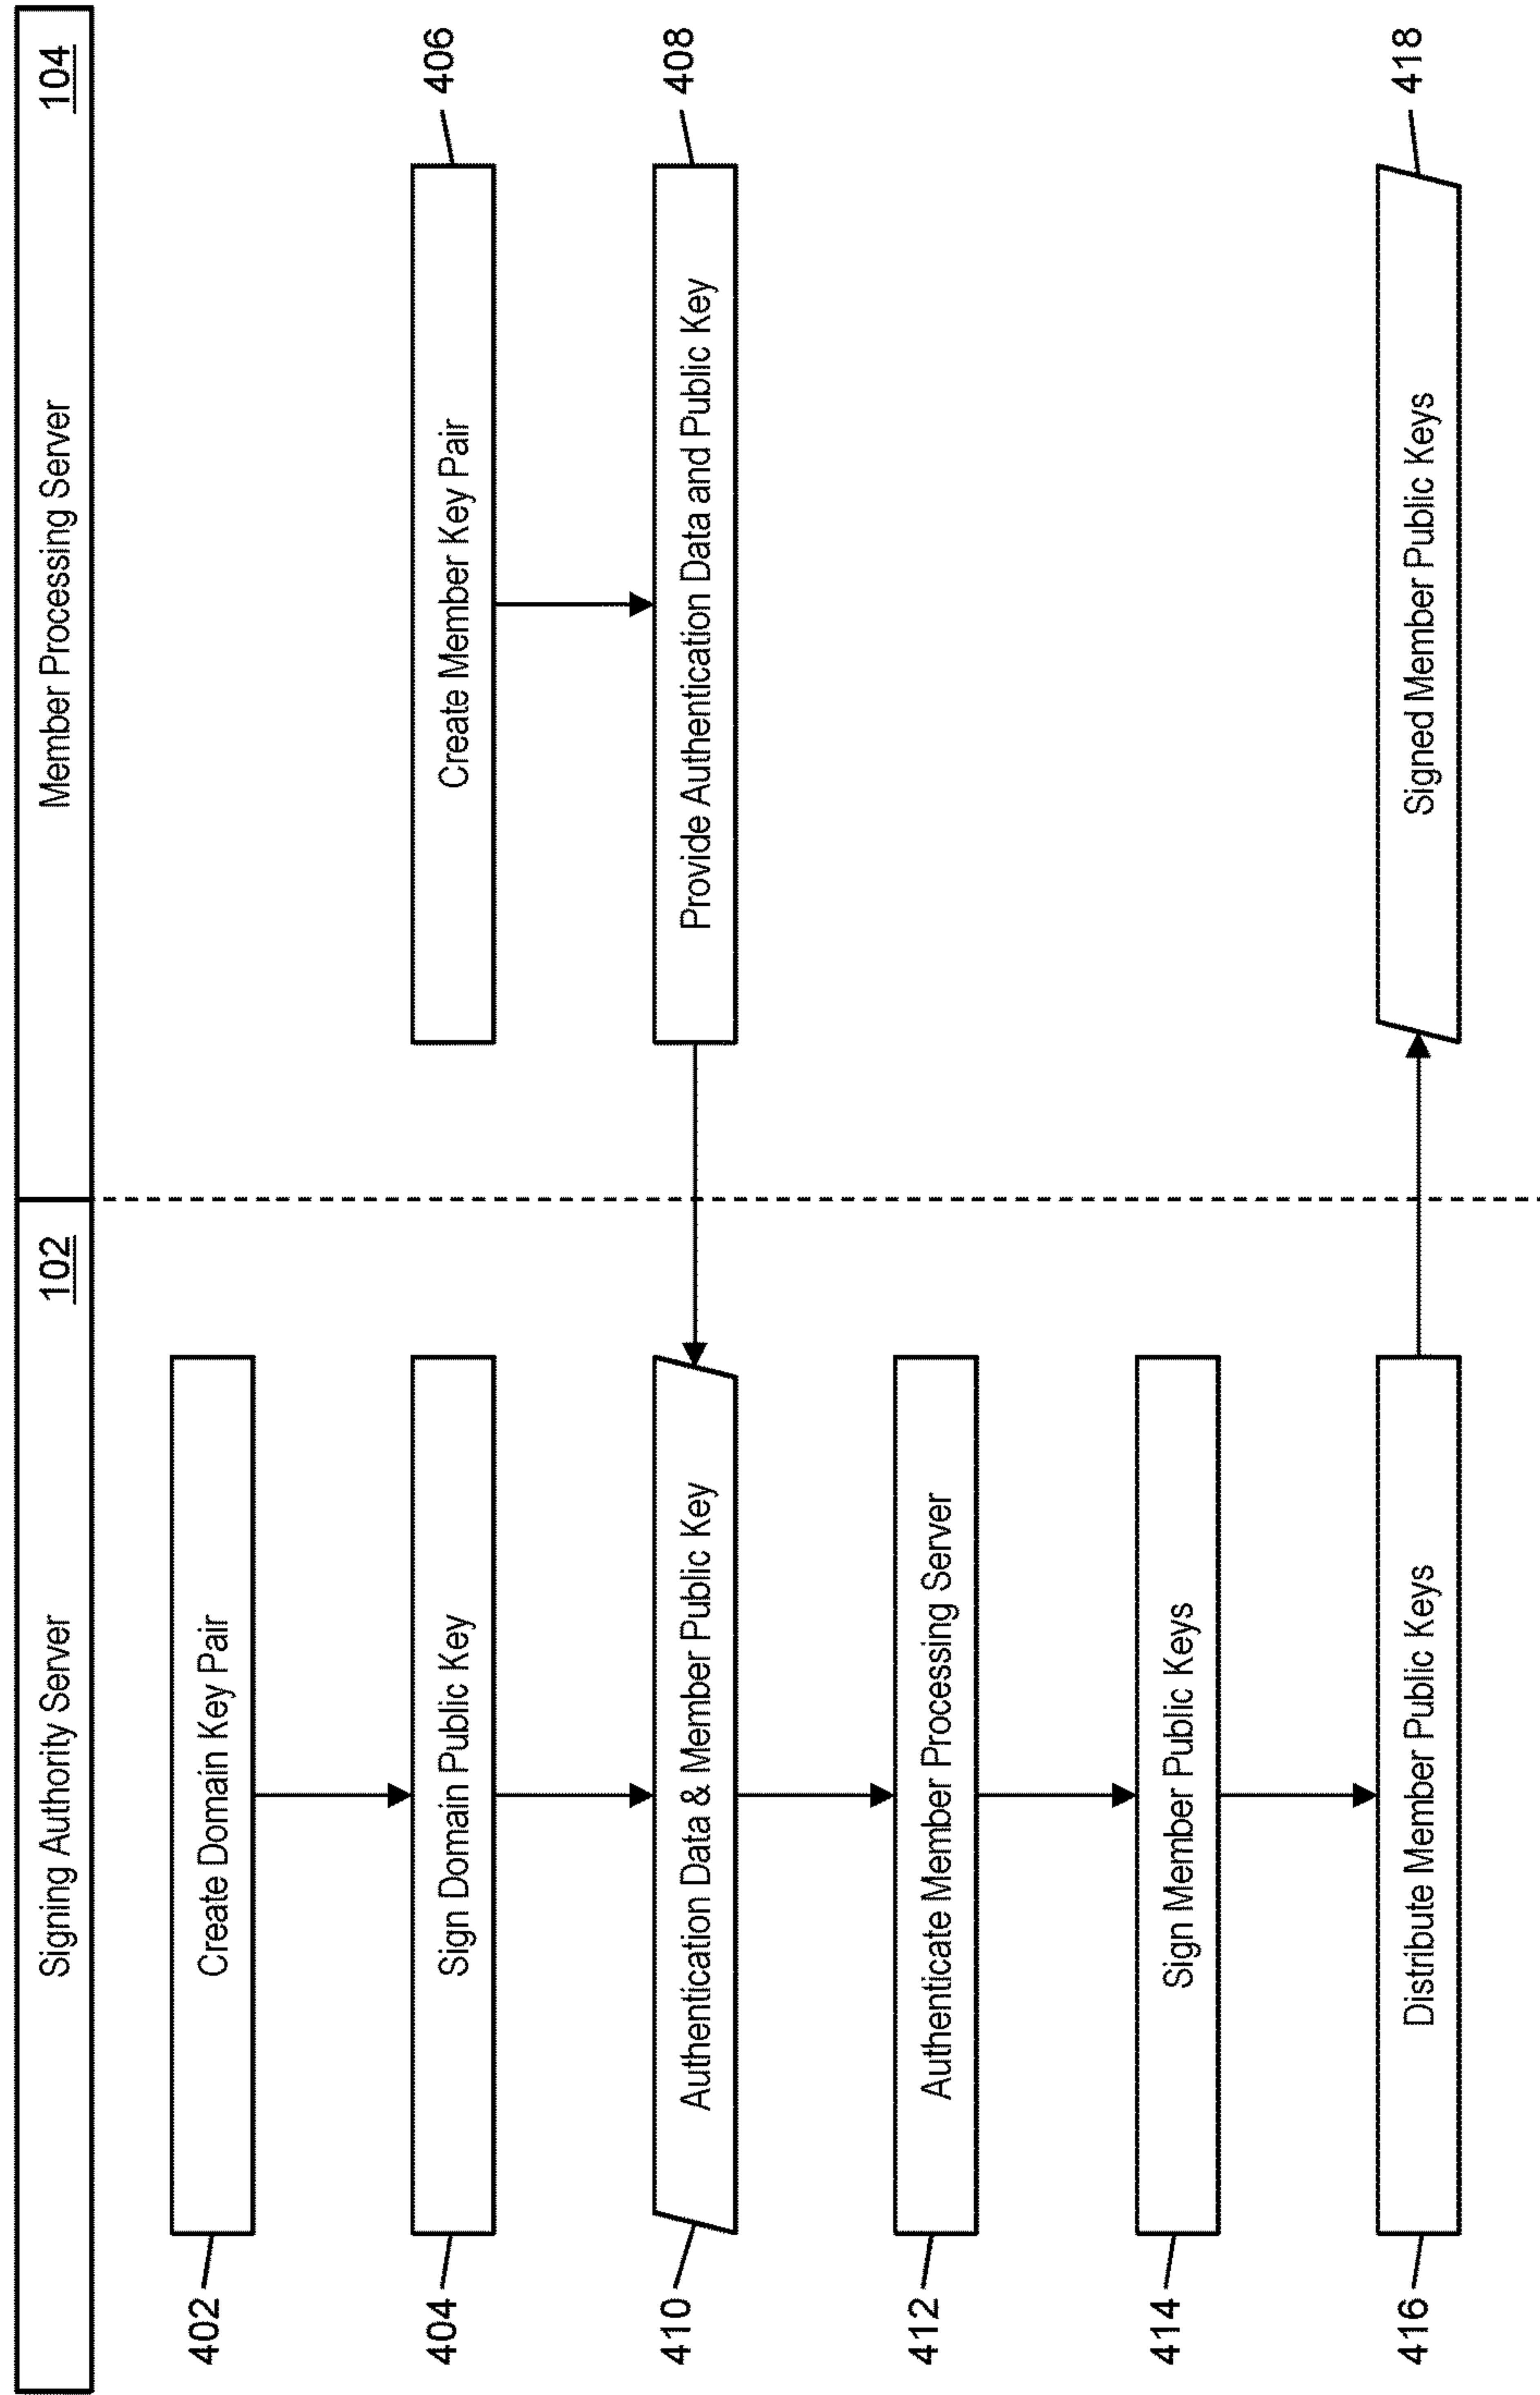 Signing Authority Server
102
Member Processing Server
104
402
Create Domain Key Pair
404
Sign Domain Public Key
Create Member Key Pair
406
410
Authentication Data & Member Public Key
Provide Authentication Data and Public Key
408
412
Authenticate Member Processing Server
414
Sign Member Public Keys
416
Distribute Member Public Keys
Signed Member Public Keys
418